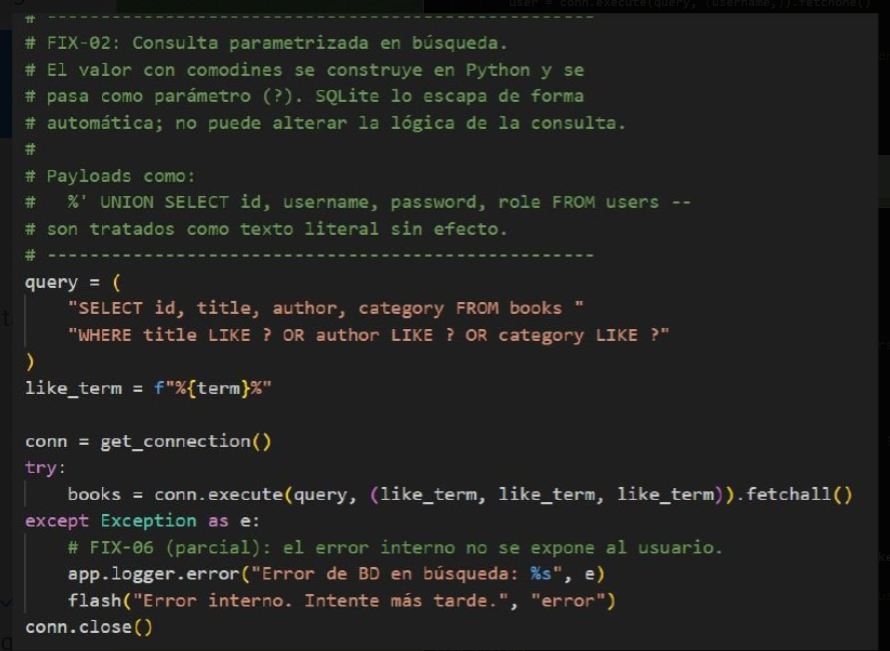 user = conn.execute(query, (username,)).fetchone()
# ----------------------------------------------------
# FIX-02: Consulta parametrizada en búsqueda.
# El valor con comodines se construye en Python y se
# pasa como parámetro (?). SQLite lo escapa de forma
# automática; no puede alterar la lógica de la consulta.
#
# Payloads como:
#   %' UNION SELECT id, username, password, role FROM users --
# son tratados como texto literal sin efecto.
# ----------------------------------------------------
query = (
    "SELECT id, title, author, category FROM books "
    "WHERE title LIKE ? OR author LIKE ? OR category LIKE ?"
)
like_term = f"%{term}%"

conn = get_connection()
try:
    books = conn.execute(query, (like_term, like_term, like_term)).fetchall()
except Exception as e:
    # FIX-06 (parcial): el error interno no se expone al usuario.
    app.logger.error("Error de BD en búsqueda: %s", e)
    flash("Error interno. Intente más tarde.", "error")
conn.close()